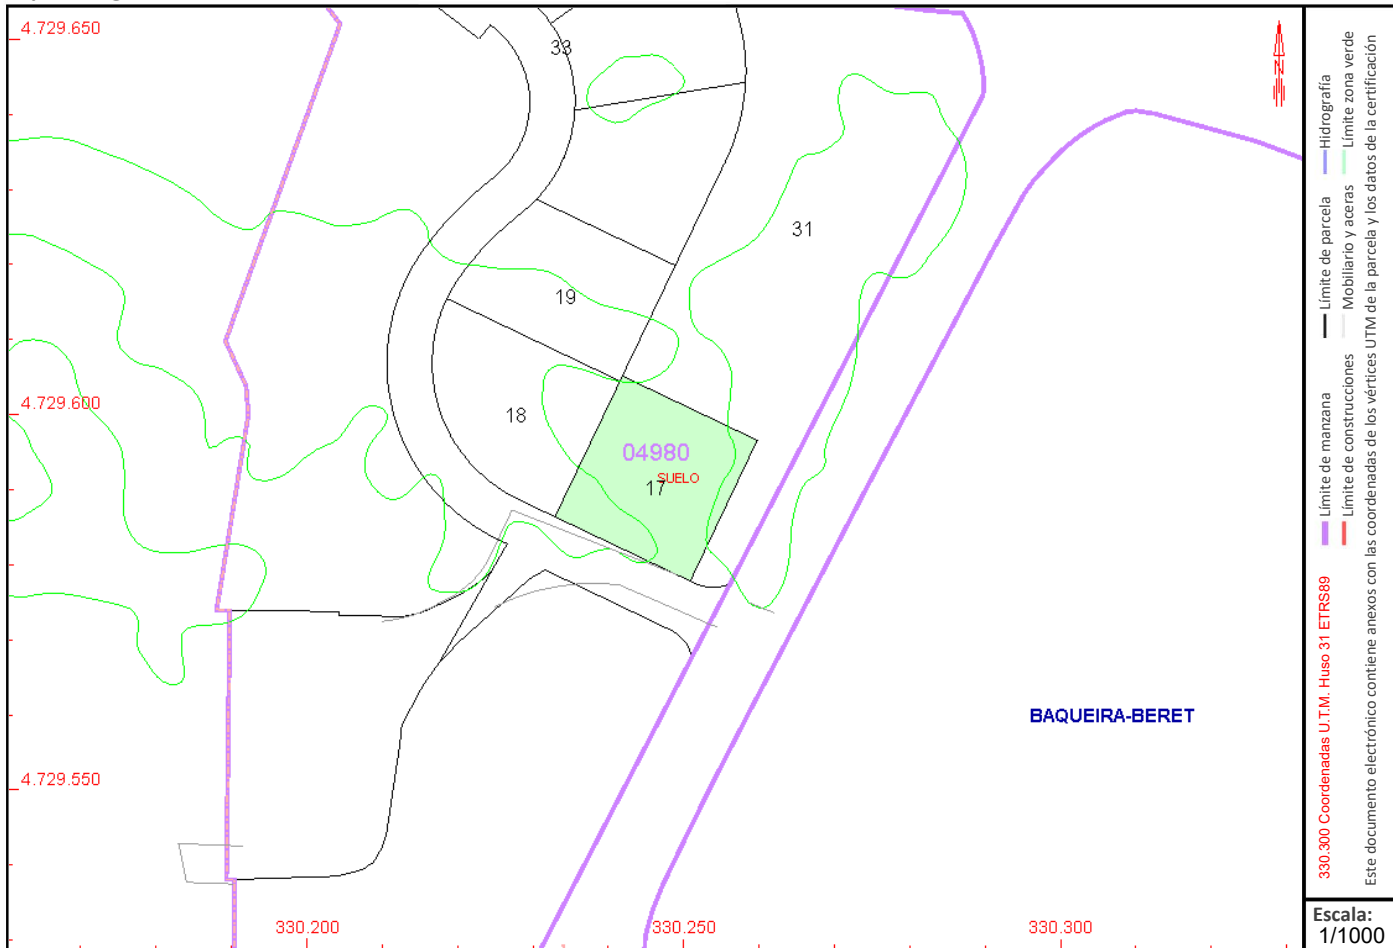 4.729.650
33
N
31
19
4.729.600
18
04980
SUELO
17
BAQUEIRA-BERET
4.729.550
330.200
330.250
330.300
330.300 Coordenadas U.T.M. Huso 31 ETRS89
Límite de manzana
Límite de parcela
Hidrografía
Límite de construcciones
Mobiliario y aceras
Límite zona verde
Este documento electrónico contiene anexos con las coordenadas de los vértices UTM de la parcela y los datos de la certificación
Escala:
1/1000